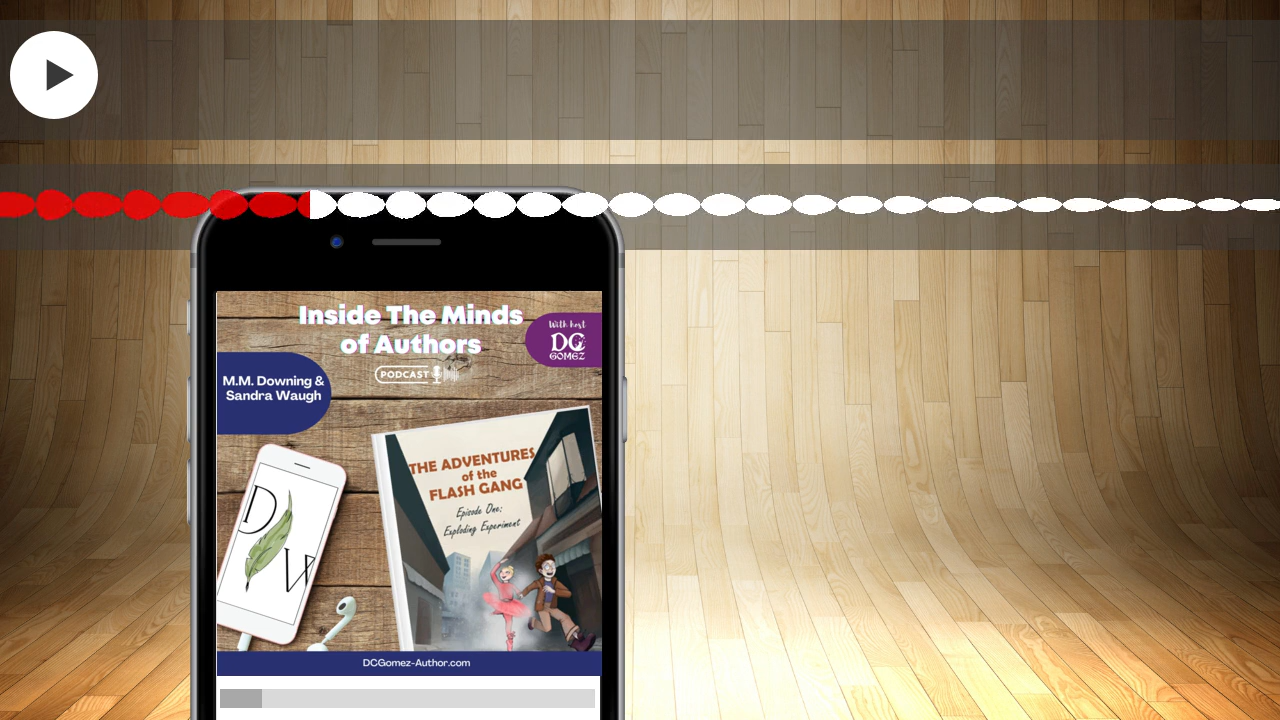 Inside The Minds
of Authors
With host
DC
GOMEZ
PODCAST
M.M. Downing &
Sandra Waugh
THE ADVENTURES
of the
FLASH GANG
Episode One:
Exploding Experiment
D
W
DCGomez-Author.com